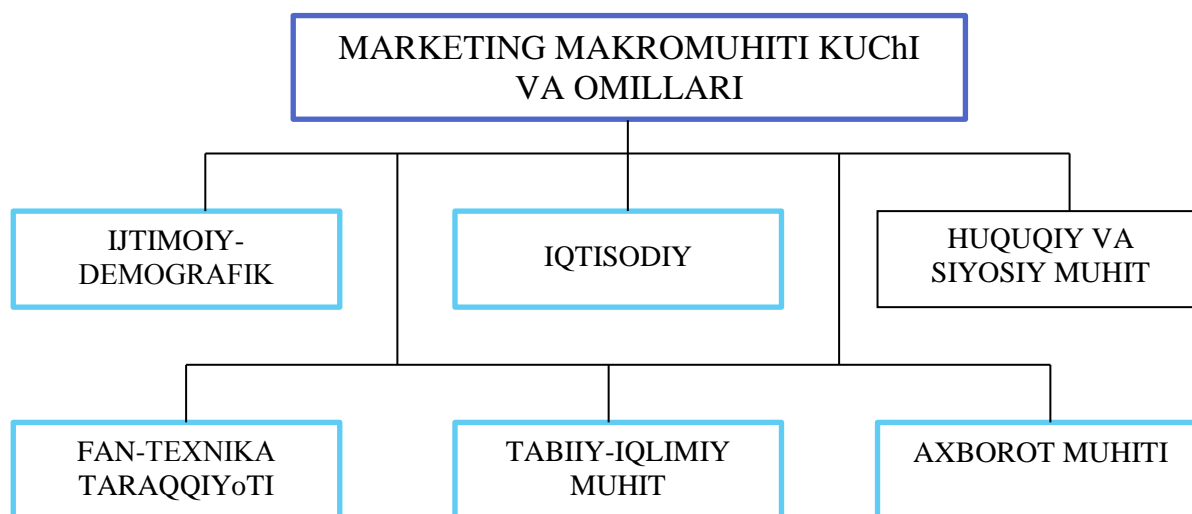 MARKETING MAKROMUHITI KUChI
VA OMILLARI
IJTIMOIY-
DEMOGRAFIK
IQTISODIY
HUQUQIY VA
SIYOSIY MUHIT
FAN-TEXNIKA
TARAQQIYoTI
TABIIY-IQLIMIY
MUHIT
AXBOROT MUHITI